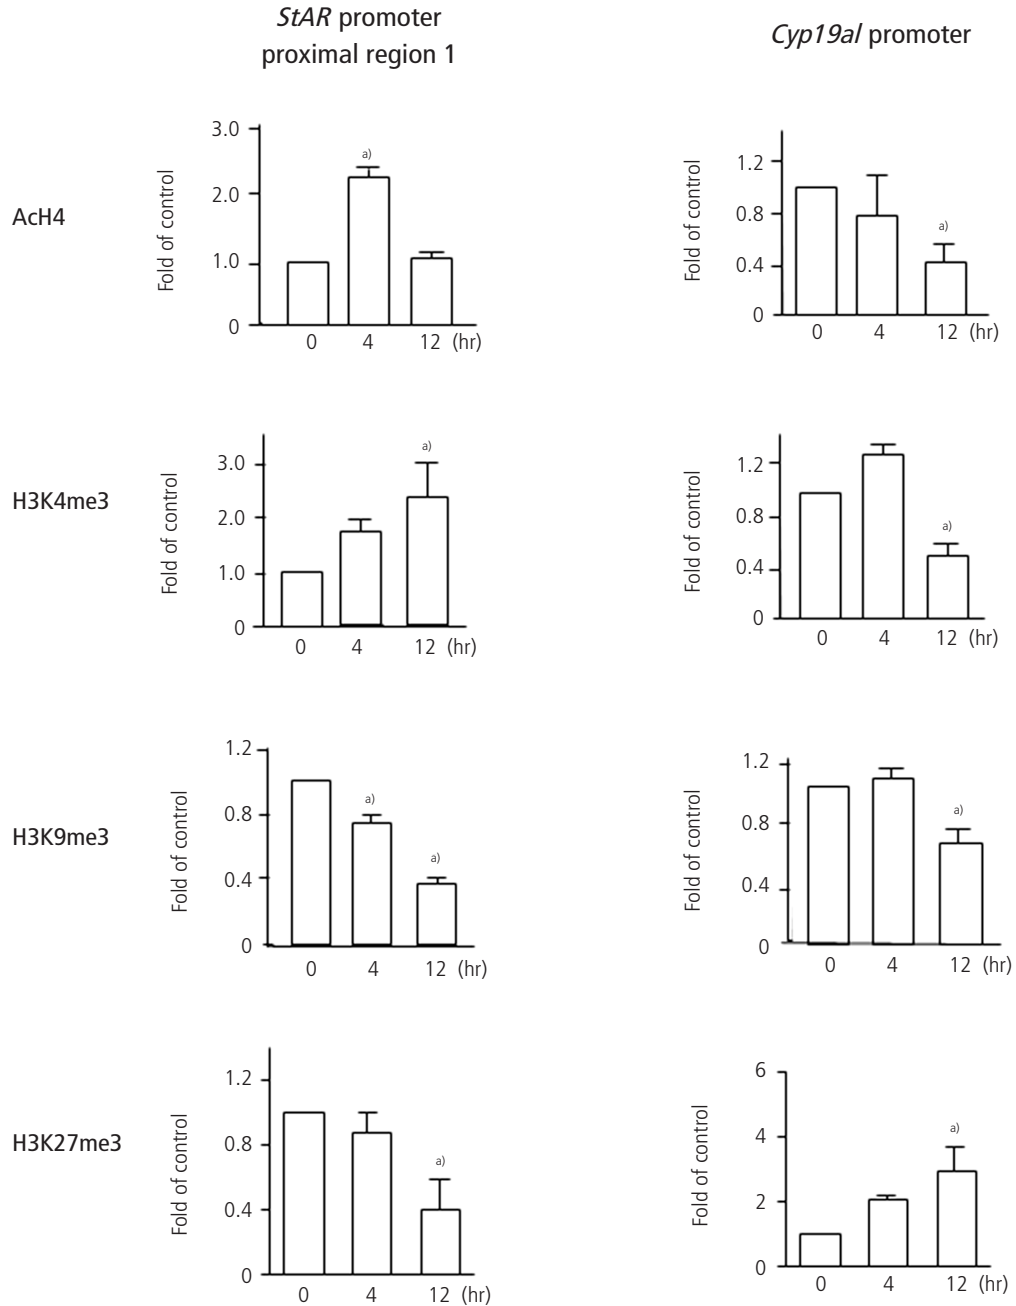 StAR promoter
proximal region 1
Cyp19al promoter
AcH4
Fold of control
3.0
2.0
1.0
0
a)
0 4 12 (hr)
Fold of control
1.2
0.8
0.4
0
a)
0 4 12 (hr)
H3K4me3
Fold of control
3.0
2.0
1.0
0
a)
0 4 12 (hr)
Fold of control
1.2
0.8
0.4
0
a)
0 4 12 (hr)
H3K9me3
Fold of control
1.2
0.8
0.4
0
a)
a)
0 4 12 (hr)
Fold of control
1.2
0.8
0.4
0
a)
0 4 12 (hr)
H3K27me3
Fold of control
1.2
0.8
0.4
0
a)
0 4 12 (hr)
Fold of control
6
4
2
0
a)
0 4 12 (hr)